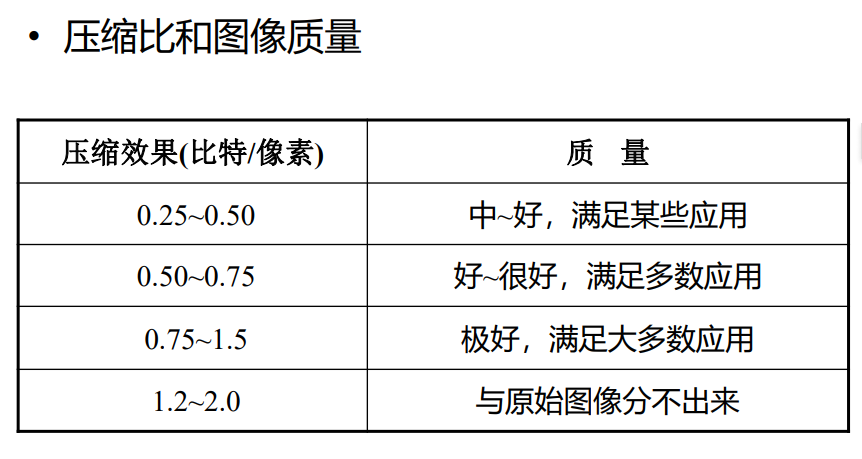 • 压缩比和图像质量
压缩效果(比特/像素) 质 量
0.25~0.50 中~好，满足某些应用
0.50~0.75 好~很好，满足多数应用
0.75~1.5 极好，满足大多数应用
1.2~2.0 与原始图像分不出来